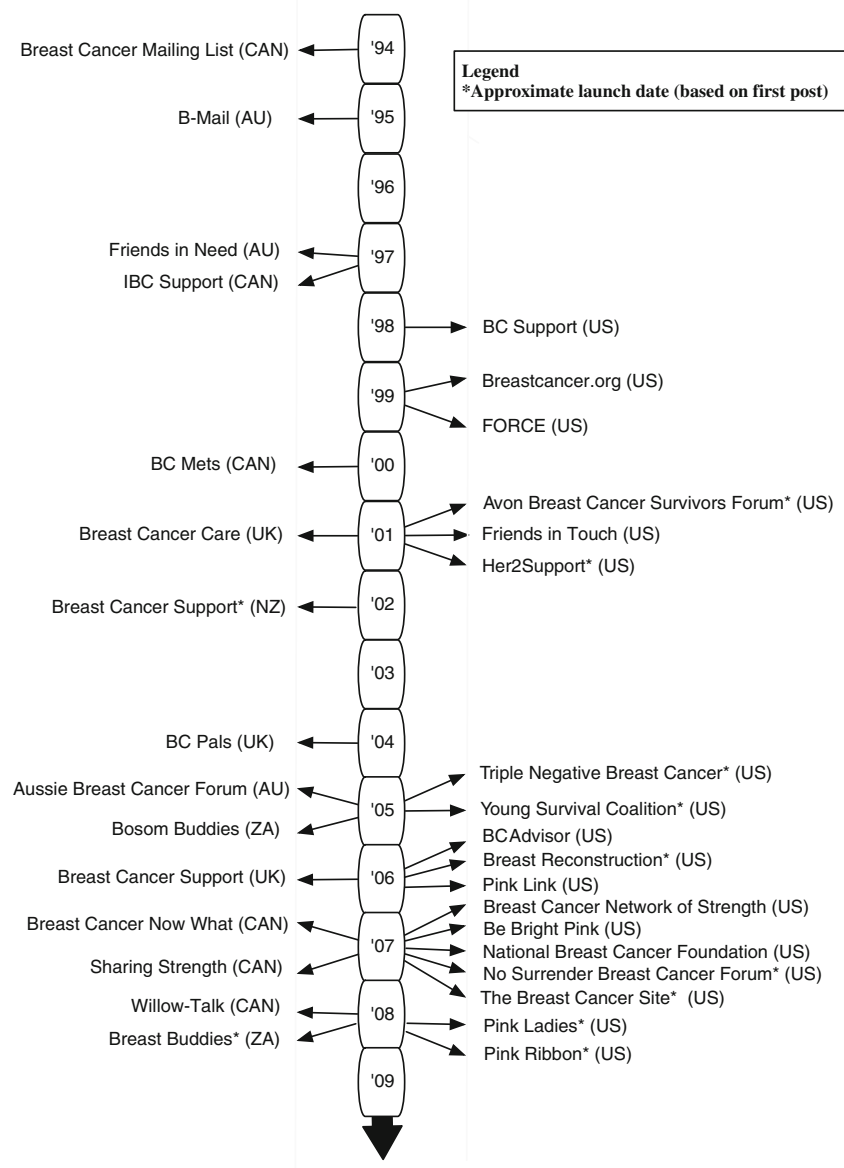 Breast Cancer Mailing List (CAN)
'94
Legend
*Approximate launch date (based on first post)
B-Mail (AU)
'95
'96
Friends in Need (AU)
IBC Support (CAN)
'97
'98
BC Support (US)
'99
Breastcancer.org (US)
FORCE (US)
BC Mets (CAN)
'00
Breast Cancer Care (UK)
'01
Avon Breast Cancer Survivors Forum* (US)
Friends in Touch (US)
Her2Support* (US)
Breast Cancer Support* (NZ)
'02
'03
BC Pals (UK)
'04
Aussie Breast Cancer Forum (AU)
Bosom Buddies (ZA)
'05
Triple Negative Breast Cancer* (US)
Young Survival Coalition* (US)
Breast Cancer Support (UK)
'06
BCAdvisor (US)
Breast Reconstruction* (US)
Pink Link (US)
Breast Cancer Now What (CAN)
Sharing Strength (CAN)
'07
Breast Cancer Network of Strength (US)
Be Bright Pink (US)
National Breast Cancer Foundation (US)
No Surrender Breast Cancer Forum* (US)
The Breast Cancer Site* (US)
Willow-Talk (CAN)
Breast Buddies* (ZA)
'08
Pink Ladies* (US)
Pink Ribbon* (US)
'09